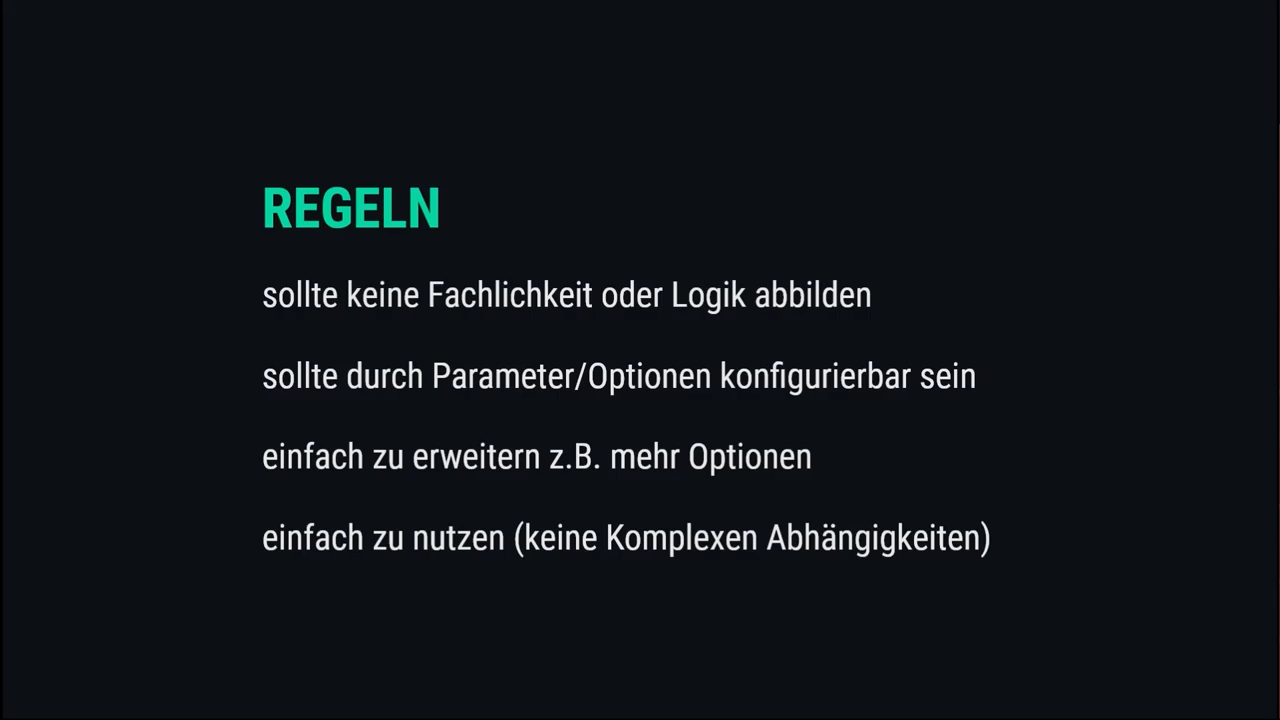 REGELN
sollte keine Fachlichkeit oder Logik abbilden
sollte durch Parameter/Optionen konfigurierbar sein
einfach zu erweitern z.B. mehr Optionen
einfach zu nutzen (keine Komplexen Abhängigkeiten)